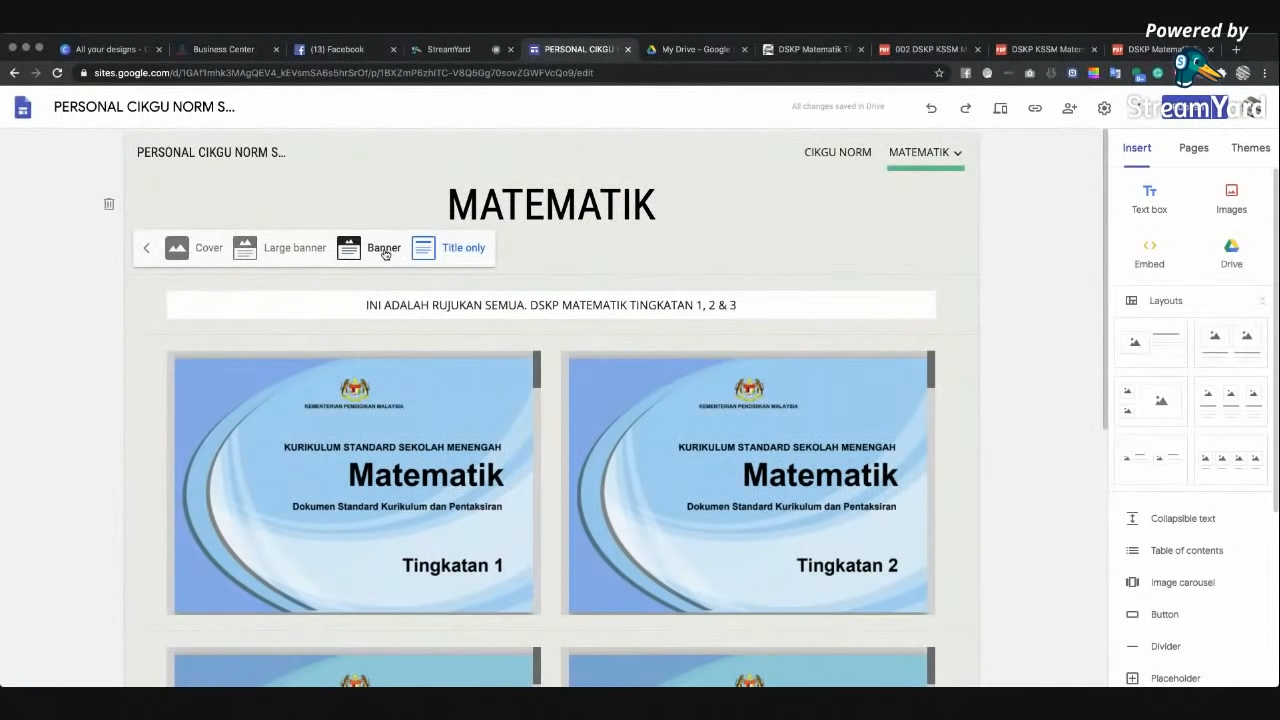 Powered by
StreamYard
All your designs - C
Business Center
(13) Facebook
StreamYard
PERSONAL CIKGU
My Drive - Google
DSKP Matematik Ti
002 DSKP KSSM M
DSKP KSSM Matem
DSKP Matemat
sites.google.com/d/1GAf1mhk3MAgQEV4_kEVsmSA6s5hrSrOf/p/1BXZmP6zhITC-V8Q5Gg70sovZGWFVcQo9/edit
PERSONAL CIKGU NORM S...
All changes saved in Drive
PERSONAL CIKGU NORM S...
CIKGU NORM
MATEMATIK
MATEMATIK
Cover
Large banner
Banner
Title only
INI ADALAH RUJUKAN SEMUA. DSKP MATEMATIK TINGKATAN 1, 2 & 3
KEMENTERIAN PENDIDIKAN MALAYSIA
KURIKULUM STANDARD SEKOLAH MENENGAH
Matematik
Dokumen Standard Kurikulum dan Pentaksiran
Tingkatan 1
KEMENTERIAN PENDIDIKAN MALAYSIA
KURIKULUM STANDARD SEKOLAH MENENGAH
Matematik
Dokumen Standard Kurikulum dan Pentaksiran
Tingkatan 2
Insert
Pages
Themes
Text box
Images
Embed
Drive
Layouts
Collapsible text
Table of contents
Image carousel
Button
Divider
Placeholder